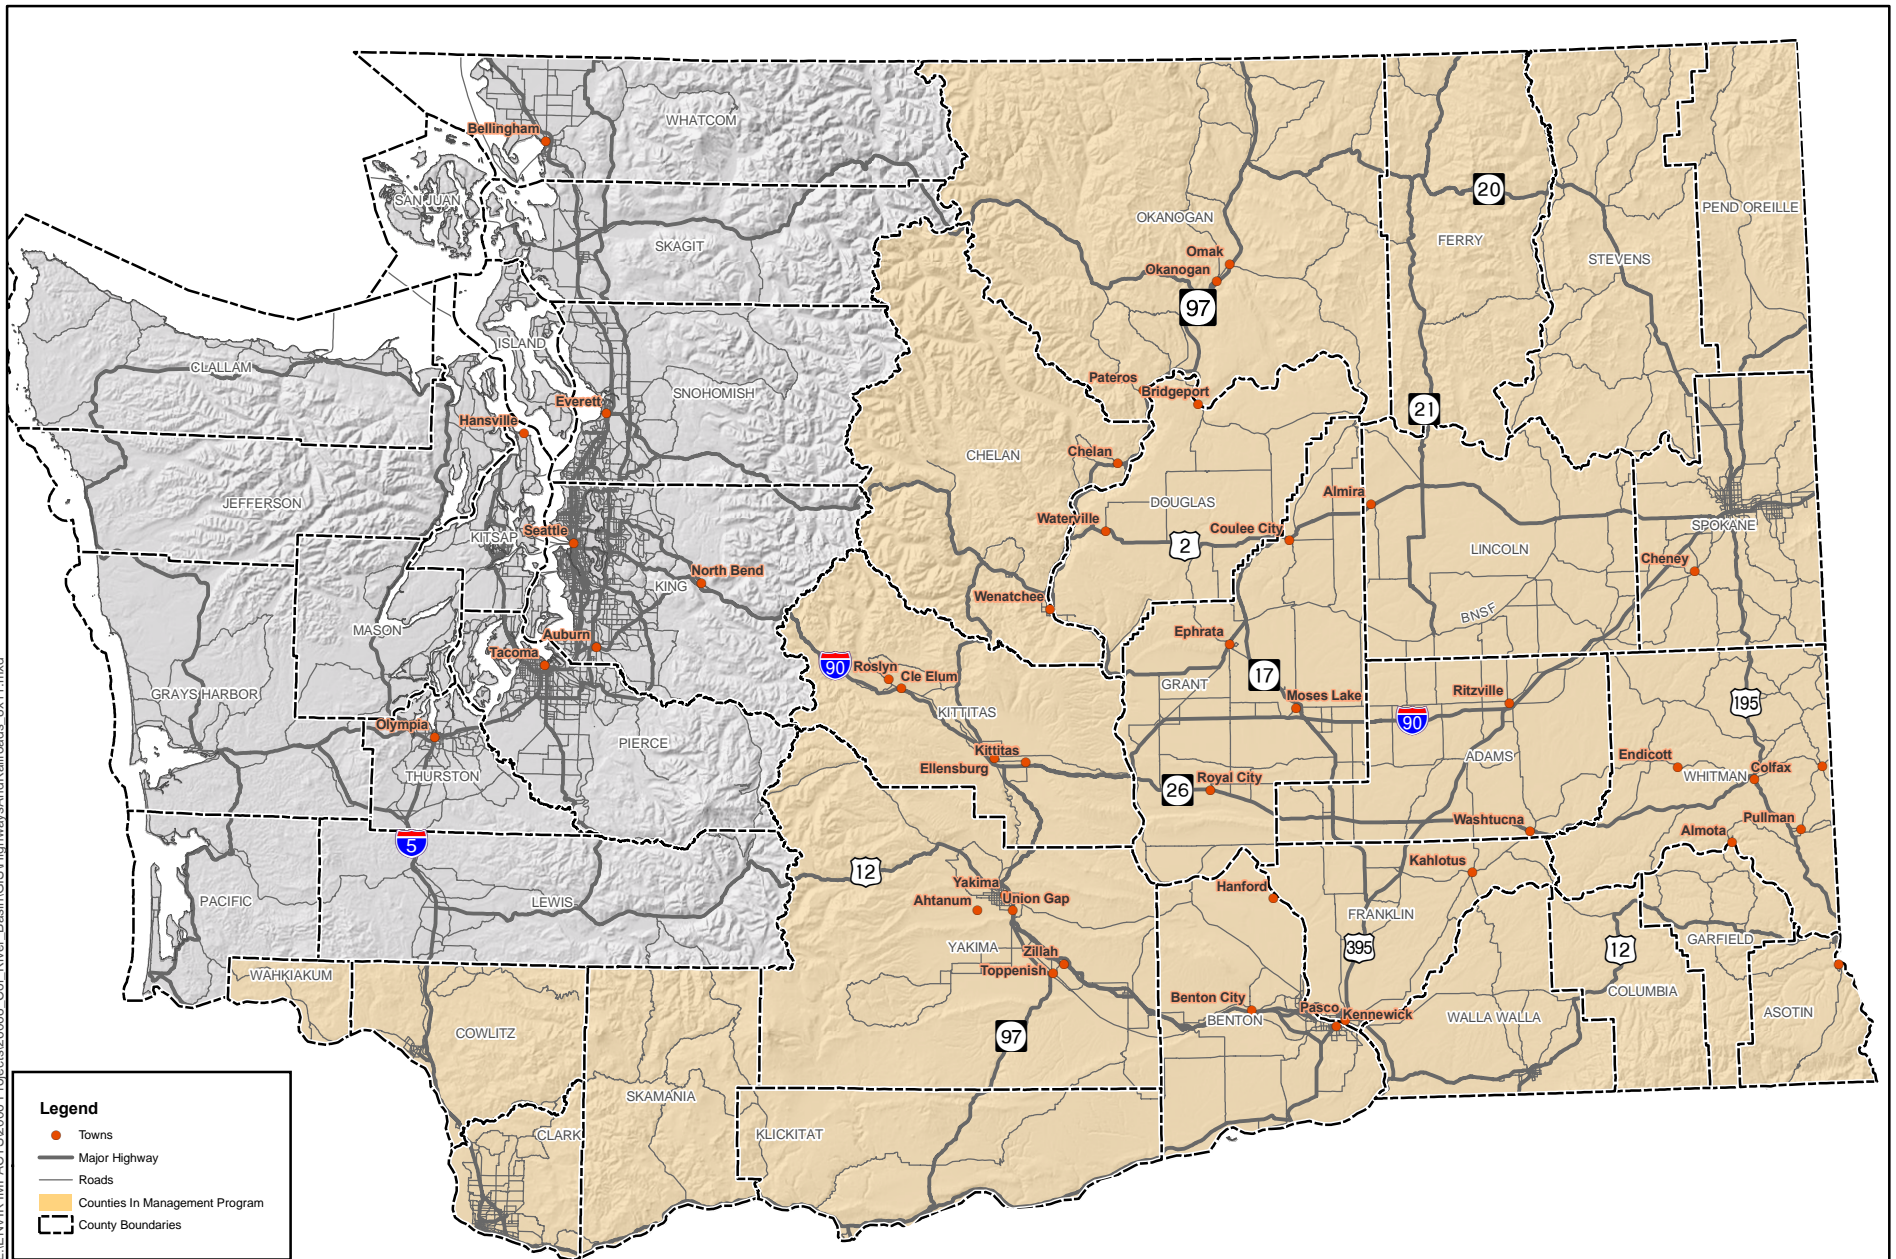 WHATCOM
Bellingham
SAN JUAN
SKAGIT
OKANOGAN
20
PEND OREILLE
FERRY
STEVENS
Omak
Okanogan
97
ISLAND
CLALLAM
SNOHOMISH
Pateros
Bridgeport
Everett
Hansville
21
CHELAN
Chelan
JEFFERSON
DOUGLAS
Almira
Waterville
Coulee City
SPOKANE
Seattle
KITSAP
2
LINCOLN
Cheney
North Bend
KING
Wenatchee
BNSF
MASON
Auburn
Ephrata
Tacoma
90
Roslyn
Cle Elum
17
GRANT
Moses Lake
Ritzville
GRAYS HARBOR
195
KITTITAS
90
Olympia
PIERCE
Kittitas
Ellensburg
ADAMS
Endicott
Colfax
WHITMAN
THURSTON
26
Royal City
Washtucna
Pullman
Almota
5
Kahlotus
12
Yakima
Hanford
PACIFIC
LEWIS
Ahtanum
Union Gap
FRANKLIN
YAKIMA
Zillah
395
12
GARFIELD
WAHKIAKUM
Toppenish
COLUMBIA
Benton City
Pasco
Kennewick
BENTON
WALLA WALLA
ASOTIN
COWLITZ
97
SKAMANIA
CLARK
KLICKITAT
Legend
Towns
Major Highway
Roads
Counties In Management Program
County Boundaries